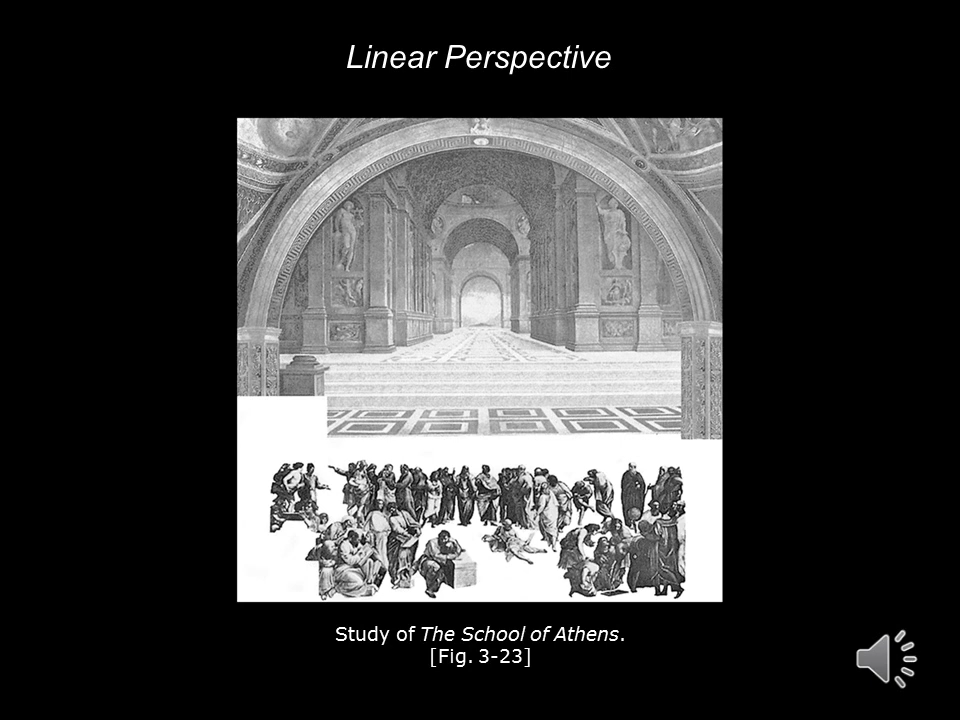 Linear Perspective
Study of The School of Athens.
[Fig. 3-23]